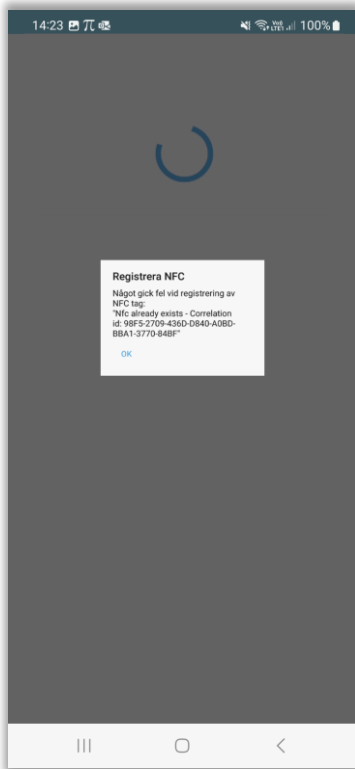 14:23 100%
Registrera NFC
Något gick fel vid registrering av
NFC tag:
"Nfc already exists - Correlation
id: 98F5-2709-436D-D840-A0BD-
BBA1-3770-84BF"
OK